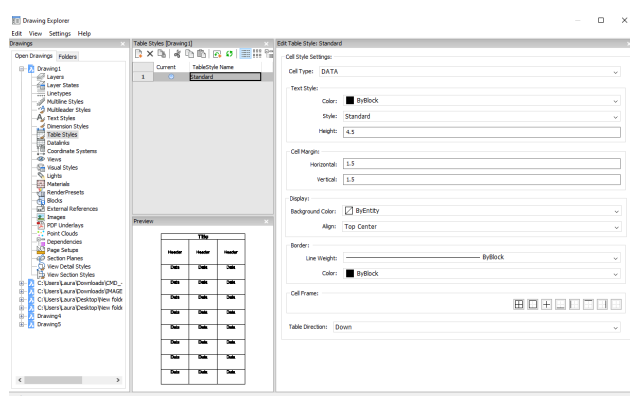 Drawing Explorer
Edit View Settings Help
Drawings
Open Drawings Folders
Drawing1
Layers
Layer States
Linetypes
Multiline Styles
Multileader Styles
Text Styles
Dimension Styles
Table Styles
Datalinks
Coordinate Systems
Views
Visual Styles
Lights
Materials
RenderPresets
Blocks
External References
Images
PDF Underlays
Point Clouds
Dependencies
Page Setups
Section Planes
View Detail Styles
View Section Styles
C:\Users\Laura\Downloads\CMD_-
C:\Users\Laura\Downloads\IMAGE
C:\Users\Laura\Desktop\New folde
C:\Users\Laura\Desktop\New folde
Drawing4
Drawing5
Table Styles [Drawing1]
Current TableStyle Name
1 Standard
Preview
Title
Header Header Header
Data Data Data
Data Data Data
Data Data Data
Data Data Data
Data Data Data
Data Data Data
Data Data Data
Data Data Data
Edit Table Style: Standard
Cell Style Settings:
Cell Type: DATA
Text Style:
Color: ByBlock
Style: Standard
Height: 4.5
Cell Margin:
Horizontal: 1.5
Vertical: 1.5
Display:
Background Color: ByEntity
Align: Top Center
Border:
Line Weight: ByBlock
Color: ByBlock
Cell Frame:
Table Direction: Down